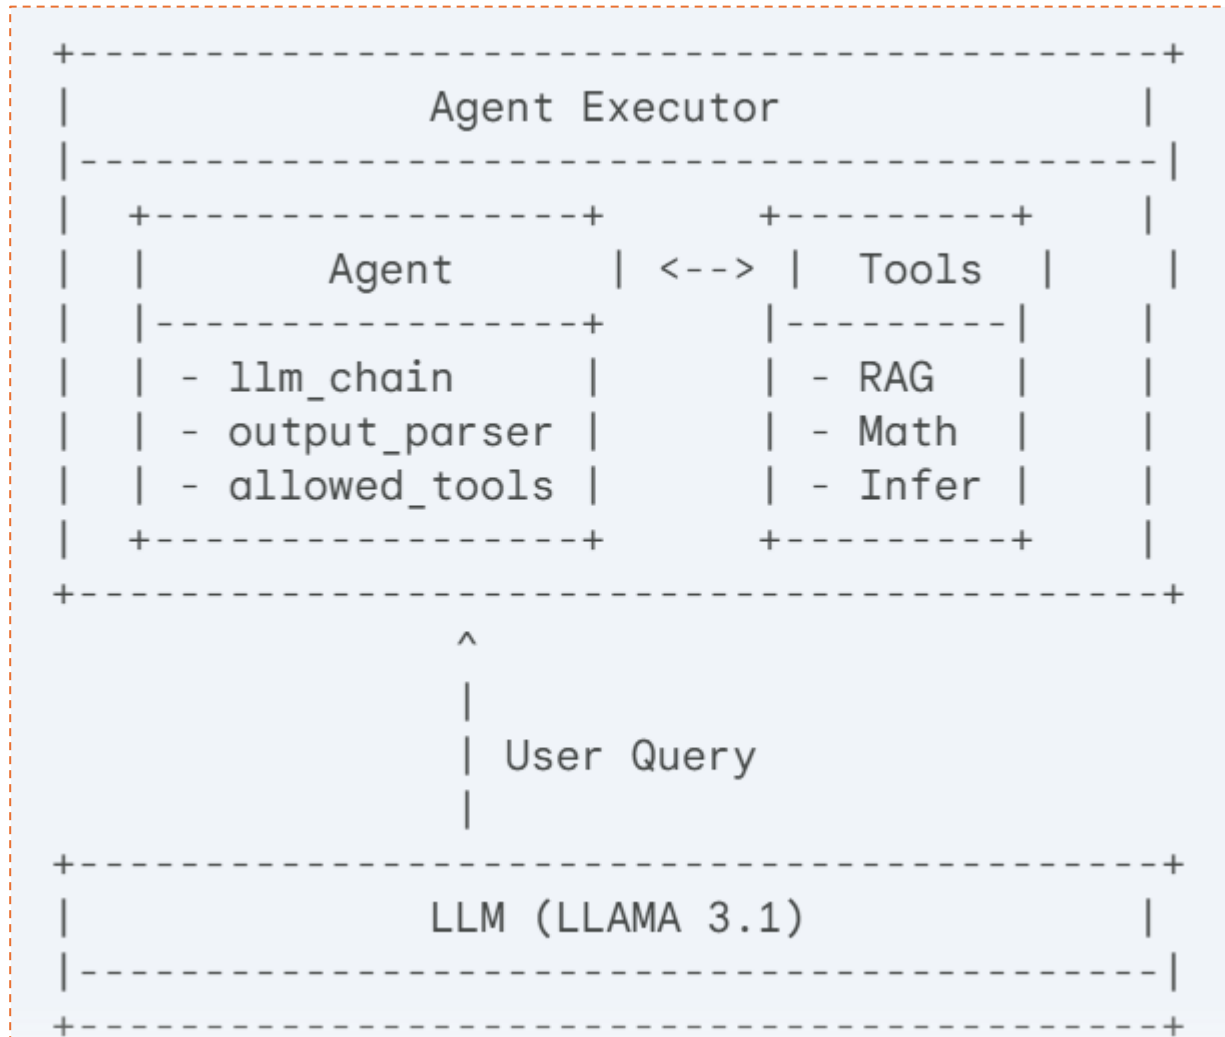 +-------------------------------------------+
|              Agent Executor               |
|-------------------------------------------|
|  +-----------------+      +---------+     |
|  |       Agent      | <--> |  Tools  |    |
|  |-----------------+      |---------|     |
|  | - llm_chain     |      | - RAG   |     |
|  | - output_parser |      | - Math  |     |
|  | - allowed_tools |      | - Infer |     |
|  +-----------------+      +---------+     |
+-------------------------------------------+
                ^
                |
                | User Query
                |
+-------------------------------------------+
|              LLM (LLAMA 3.1)              |
|-------------------------------------------|
+-------------------------------------------+